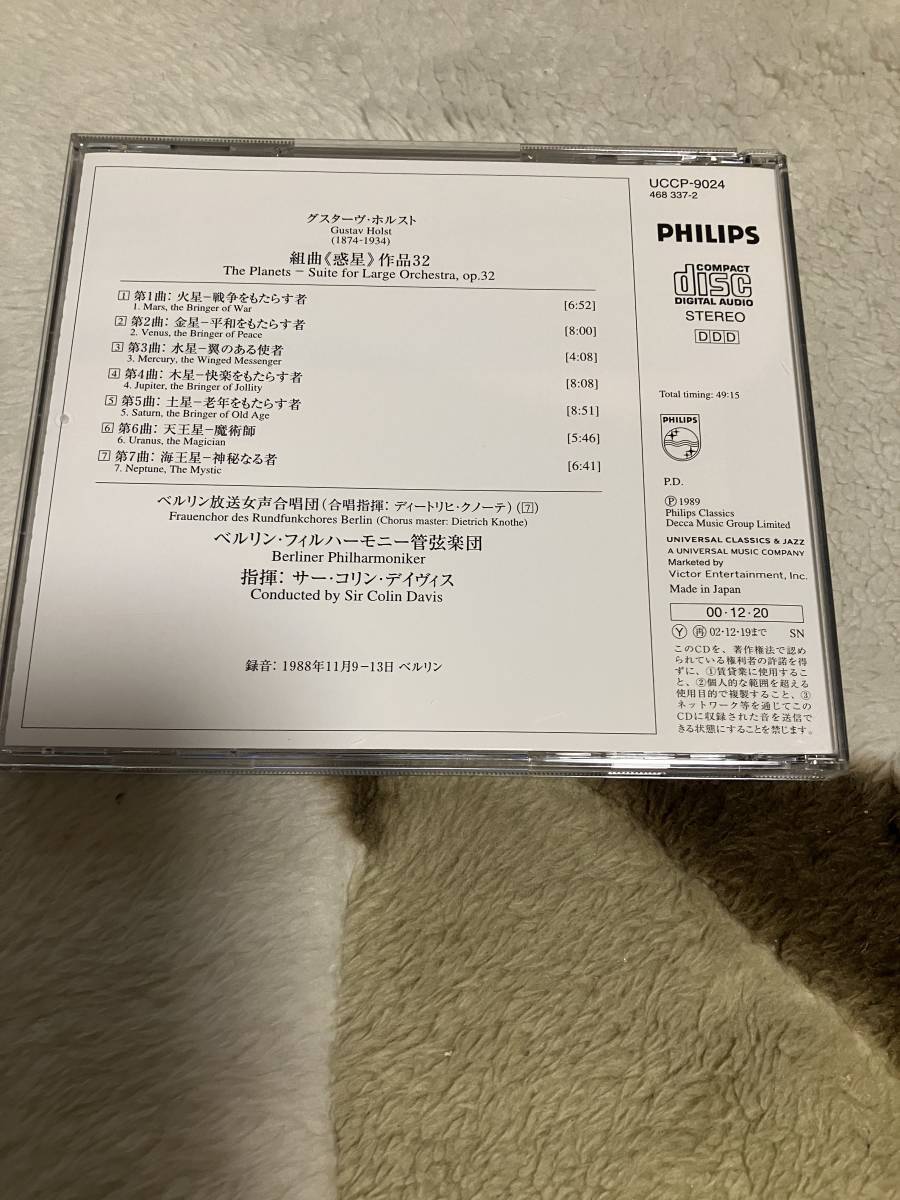 グスターヴ・ホルスト
Gustav Holst
(1874-1934)
組曲《惑星》作品32
The Planets – Suite for Large Orchestra, op.32
1 第1曲: 火星−戦争をもたらす者 [6:52]
1. Mars, the Bringer of War
2 第2曲: 金星−平和をもたらす者 [8:00]
2. Venus, the Bringer of Peace
3 第3曲: 水星−翼のある使者 [4:08]
3. Mercury, the Winged Messenger
4 第4曲: 木星−快楽をもたらす者 [8:08]
4. Jupiter, the Bringer of Jollity
5 第5曲: 土星−老年をもたらす者 [8:51]
5. Saturn, the Bringer of Old Age
6 第6曲: 天王星−魔術師 [5:46]
6. Uranus, the Magician
7 第7曲: 海王星−神秘なる者 [6:41]
7. Neptune, The Mystic
ベルリン放送女声合唱団(合唱指揮: ディートリヒ・クノーテ)(7)
Frauenchor des Rundfunkchores Berlin (Chorus master: Dietrich Knothe)
ベルリン・フィルハーモニー管弦楽団
Berliner Philharmoniker
指揮: サー・コリン・デイヴィス
Conducted by Sir Colin Davis
録音: 1988年11月9−13日 ベルリン
UCCP-9024
468 337-2
PHILIPS
COMPACT
disc
DIGITAL AUDIO
STEREO
DDD
Total timing: 49:15
PHILIPS
P.D.
Ⓟ 1989
Philips Classics
Decca Music Group Limited
UNIVERSAL CLASSICS & JAZZ
A UNIVERSAL MUSIC COMPANY
Marketed by
Victor Entertainment, Inc.
Made in Japan
00・12・20
Ⓨ 再 02・12・19まで SN
このCDを、著作権法で認め
られている権利者の許諾を得
ずに、①賃貸業に使用するこ
と、②個人的な範囲を超える
使用目的で複製すること、③
ネットワーク等を通じてこの
CDに収録された音を送信で
きる状態にすることを禁じます。